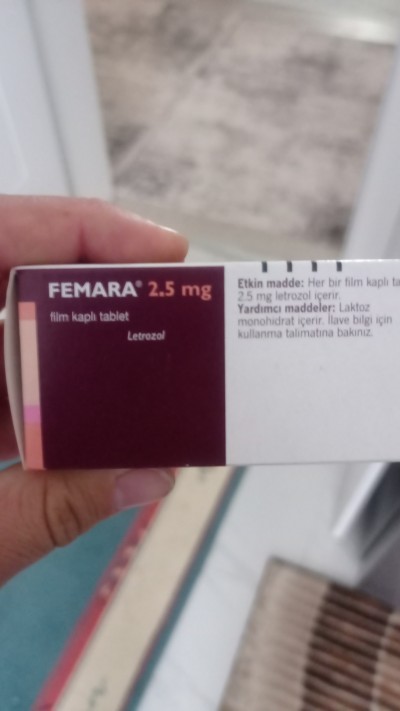 FEMARA® 2.5 mg
film kaplı tablet
Letrozol
Etkin madde: Her bir film kaplı ta
2.5 mg letrozol içerir.
Yardımcı maddeler: Laktoz
monohidrat içerir. İlave bilgi için
kullanma talimatına bakınız.